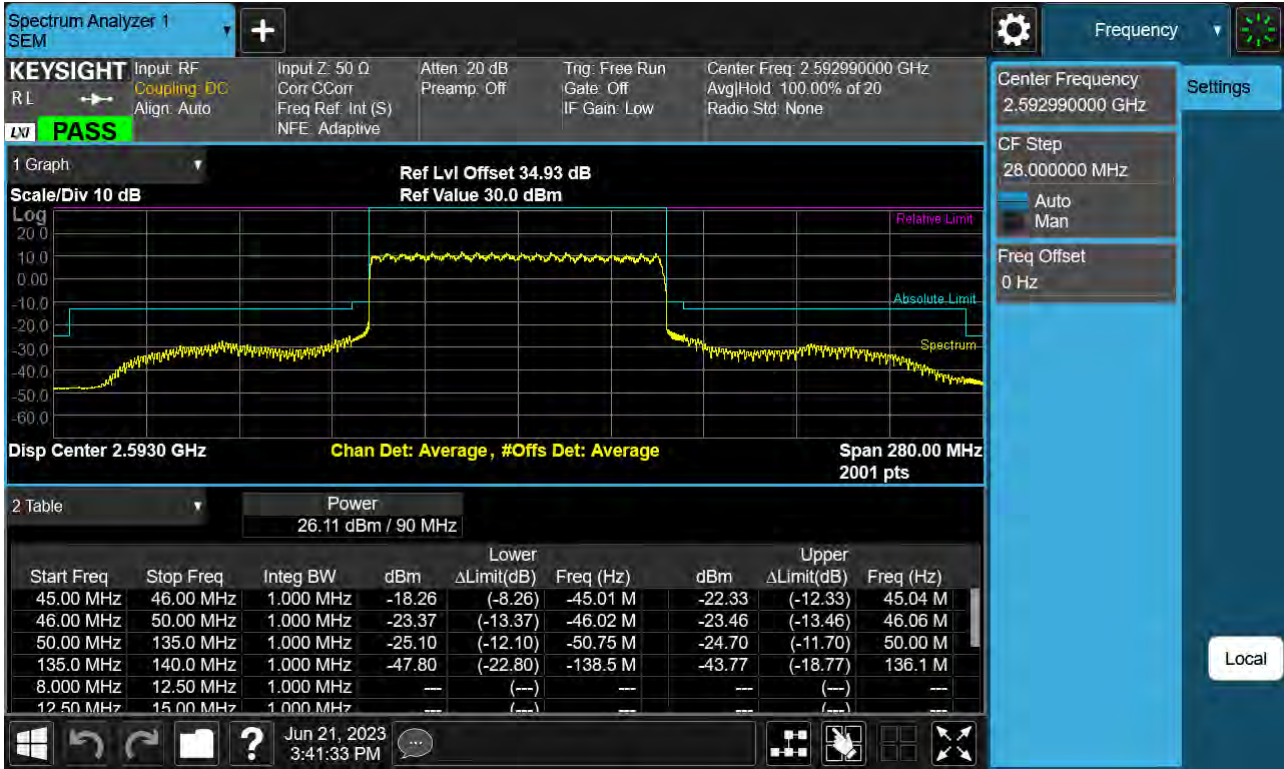 Spectrum Analyzer 1
SEM
Frequency
KEYSIGHT
R L
LXI
PASS
Input: RF
Coupling: DC
Align: Auto
Input Z: 50 Ω
Corr CCorr
Freq Ref: Int (S)
NFE: Adaptive
Atten: 20 dB
Preamp: Off
Trig: Free Run
Gate: Off
IF Gain: Low
Center Freq: 2.592990000 GHz
Avg|Hold: 100.00% of 20
Radio Std: None
Center Frequency
2.592990000 GHz
Settings
CF Step
28.000000 MHz
Auto
Man
Freq Offset
0 Hz
Local
1 Graph
Scale/Div 10 dB
Ref Lvl Offset 34.93 dB
Ref Value 30.0 dBm
Log
20.0
10.0
0.00
-10.0
-20.0
-30.0
-40.0
-50.0
-60.0
Relative Limit
Absolute Limit
Spectrum
Disp Center 2.5930 GHz
Chan Det: Average , #Offs Det: Average
Span 280.00 MHz
2001 pts
2 Table
Power
26.11 dBm / 90 MHz
Lower Upper
Start Freq Stop Freq Integ BW dBm ΔLimit(dB) Freq (Hz) dBm ΔLimit(dB) Freq (Hz)
45.00 MHz 46.00 MHz 1.000 MHz -18.26 (-8.26) -45.01 M -22.33 (-12.33) 45.04 M
46.00 MHz 50.00 MHz 1.000 MHz -23.37 (-13.37) -46.02 M -23.46 (-13.46) 46.06 M
50.00 MHz 135.0 MHz 1.000 MHz -25.10 (-12.10) -50.75 M -24.70 (-11.70) 50.00 M
135.0 MHz 140.0 MHz 1.000 MHz -47.80 (-22.80) -138.5 M -43.77 (-18.77) 136.1 M
8.000 MHz 12.50 MHz 1.000 MHz --- (---) --- --- (---) ---
12.50 MHz 15.00 MHz 1.000 MHz --- (---) --- --- (---) ---
Jun 21, 2023
3:41:33 PM